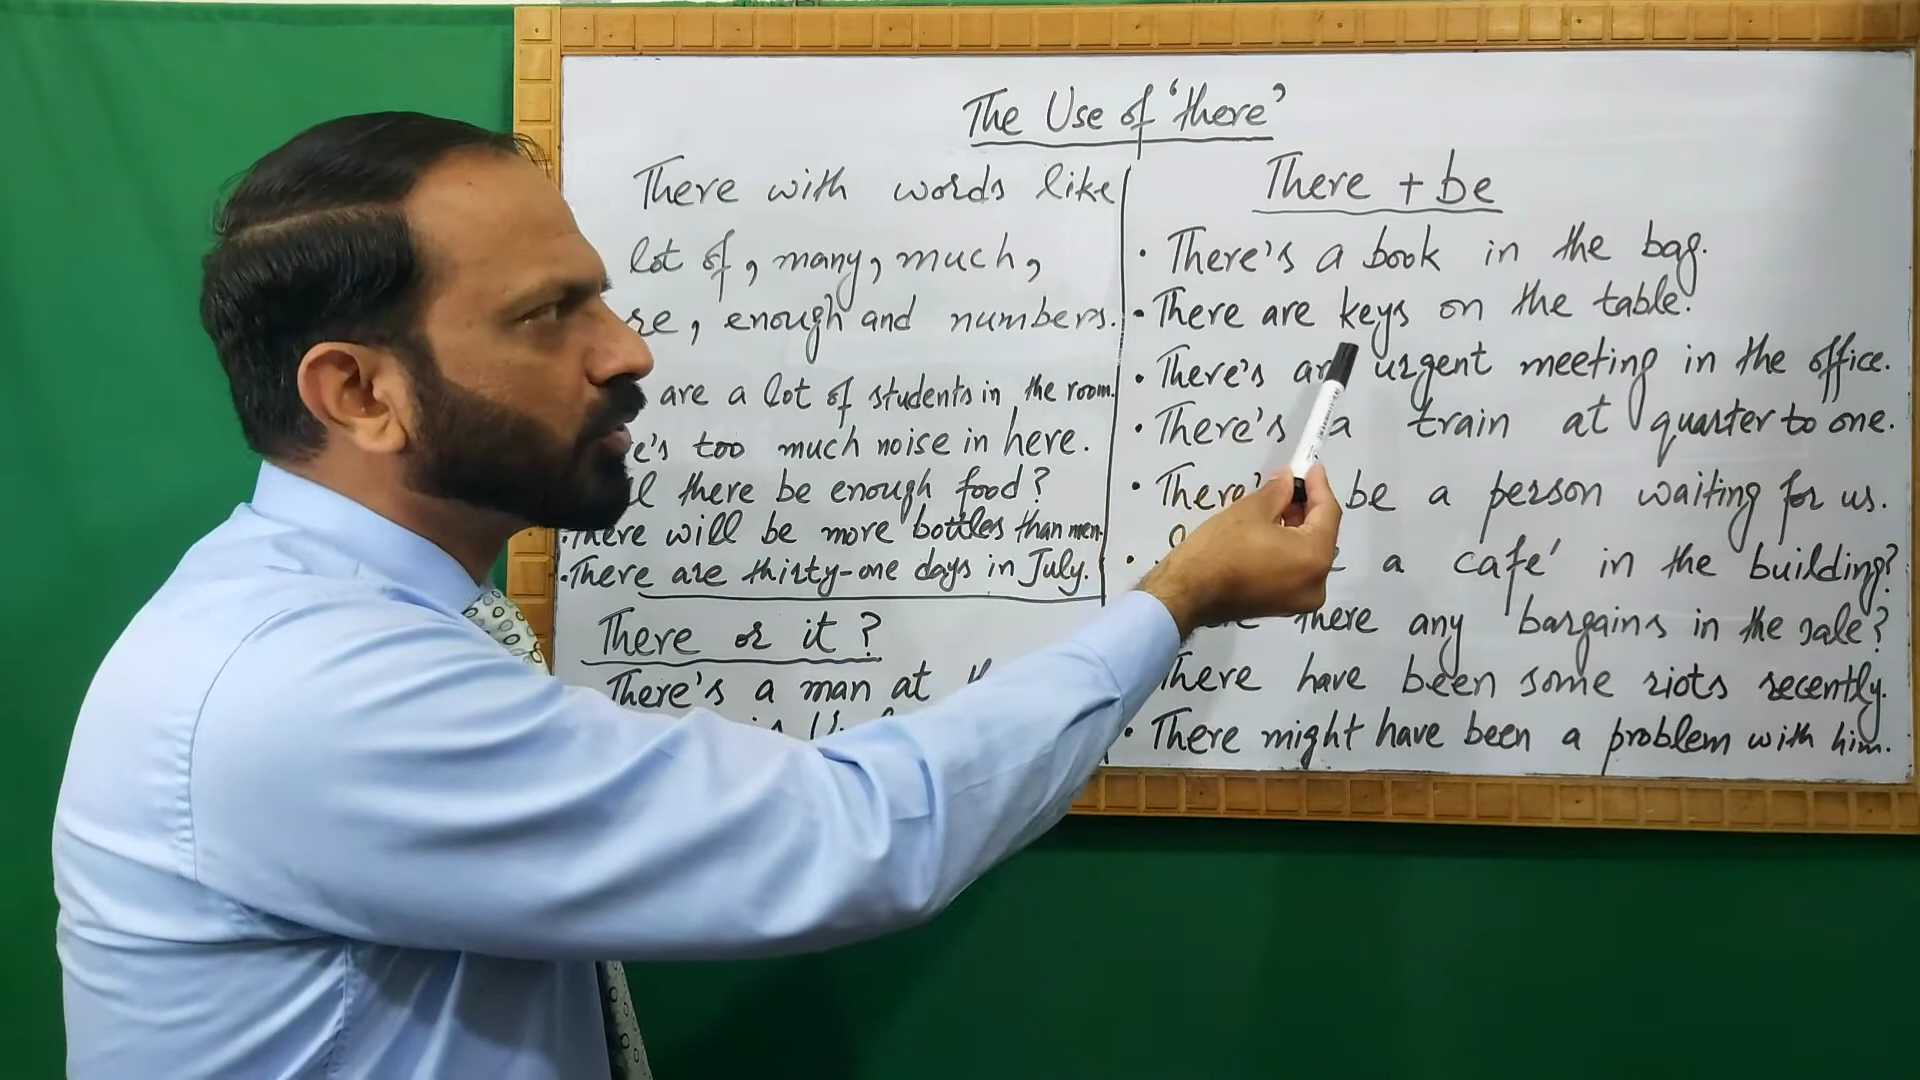 The Use of 'there'
There with words like
lot of, many, much,
enough and numbers.
are a lot of students in the room.
too much noise in here.
there be enough food?
There will be more bottles than men.
There are thirty-one days in July.
There or it?
There's a man at
There + be
There's a book in the bag.
There are keys on the table.
There's an urgent meeting in the office.
There's a train at quarter to one.
be a person waiting for us.
a café in the building?
there any bargains in the sale?
There have been some riots recently.
There might have been a problem with him.